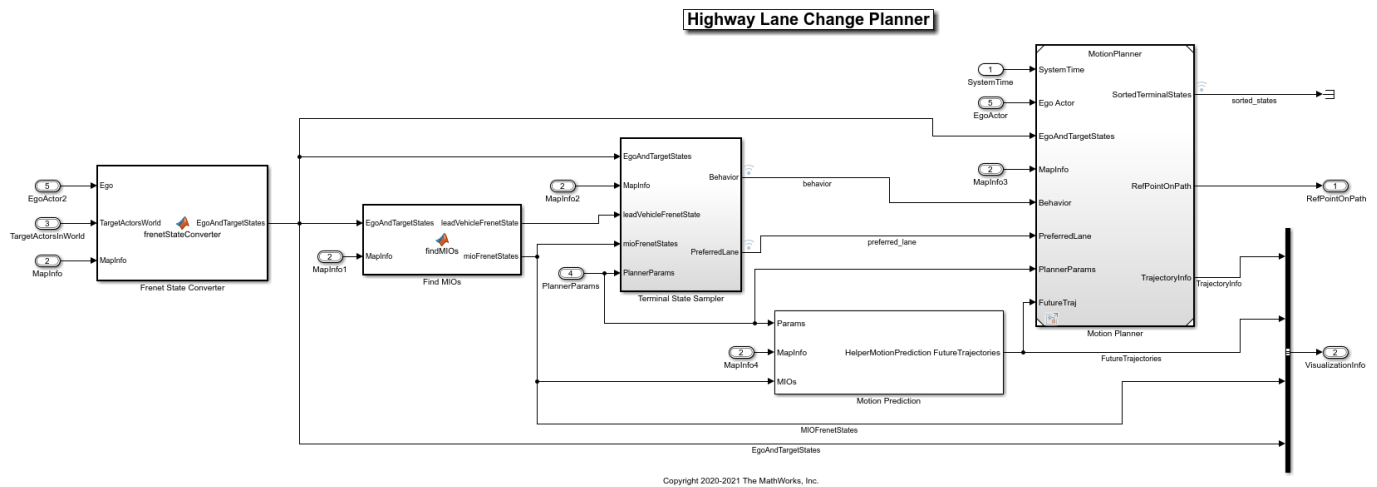 Highway Lane Change Planner
5
EgoActor2
3
TargetActorsInWorld
2
MapInfo
Ego
TargetActorsWorld
MapInfo
frenetStateConverter
EgoAndTargetStates
Frenet State Converter
2
MapInfo1
EgoAndTargetStates
MapInfo
findMIOs
leadVehicleFrenetState
mioFrenetStates
Find MIOs
2
MapInfo2
4
PlannerParams
EgoAndTargetStates
MapInfo
leadVehicleFrenetState
mioFrenetStates
PlannerParams
Behavior
PreferredLane
Terminal State Sampler
behavior
preferred_lane
2
MapInfo4
Params
MapInfo
MIOs
HelperMotionPrediction
FutureTrajectories
Motion Prediction
1
SystemTime
5
EgoActor
2
MapInfo3
MotionPlanner
SystemTime
Ego Actor
EgoAndTargetStates
MapInfo
Behavior
PreferredLane
PlannerParams
FutureTraj
SortedTerminalStates
RefPointOnPath
TrajectoryInfo
Motion Planner
sorted_states
1
RefPointOnPath
TrajectoryInfo
FutureTrajectories
2
VisualizationInfo
MIOFrenetStates
EgoAndTargetStates
Copyright 2020-2021 The MathWorks, Inc.